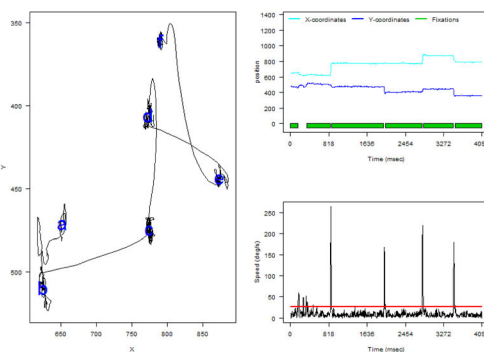 350
400
450
500
Y
650
700
750
800
850
X
1400
1200
1000
800
600
400
200
0
position
X-coordinates Y-coordinates Fixations
0 818 1636 2454 3272 409
Time (msec)
250
200
150
100
50
0
Speed (deg/s)
0 818 1636 2454 3272 409
Time (msec)